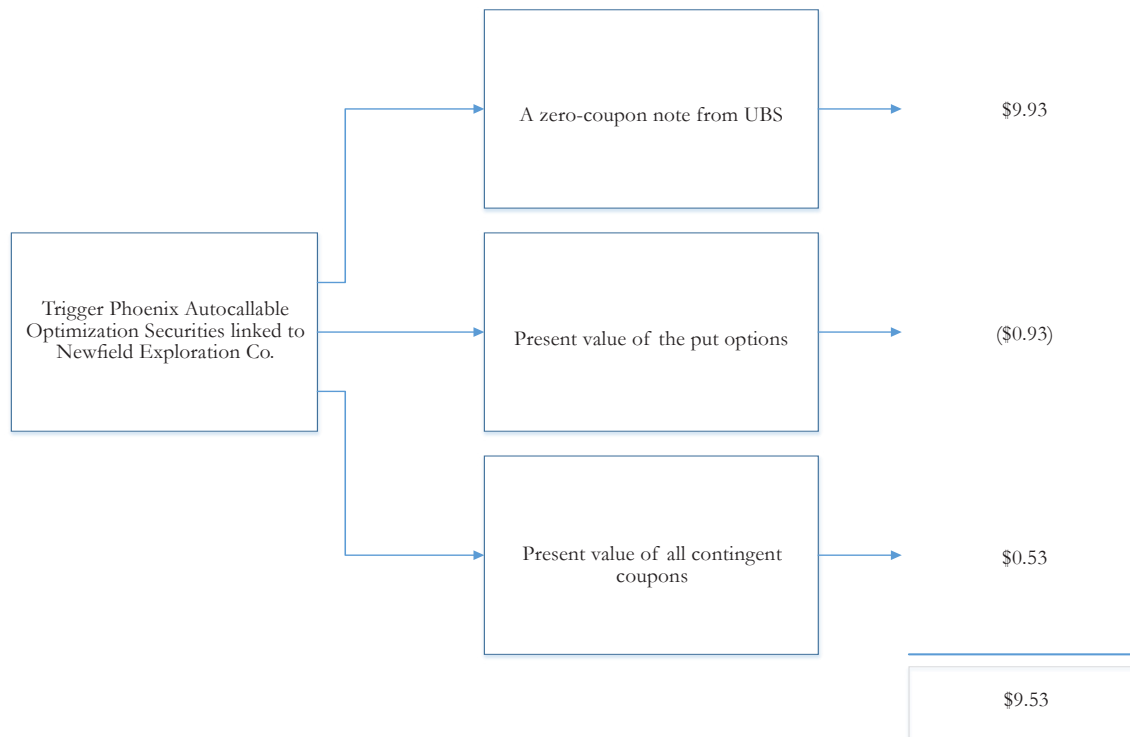 A zero-coupon note from UBS
$9.93
Trigger Phoenix Autocallable
Optimization Securities linked to
Newfield Exploration Co.
Present value of the put options
($0.93)
Present value of all contingent
coupons
$0.53
$9.53